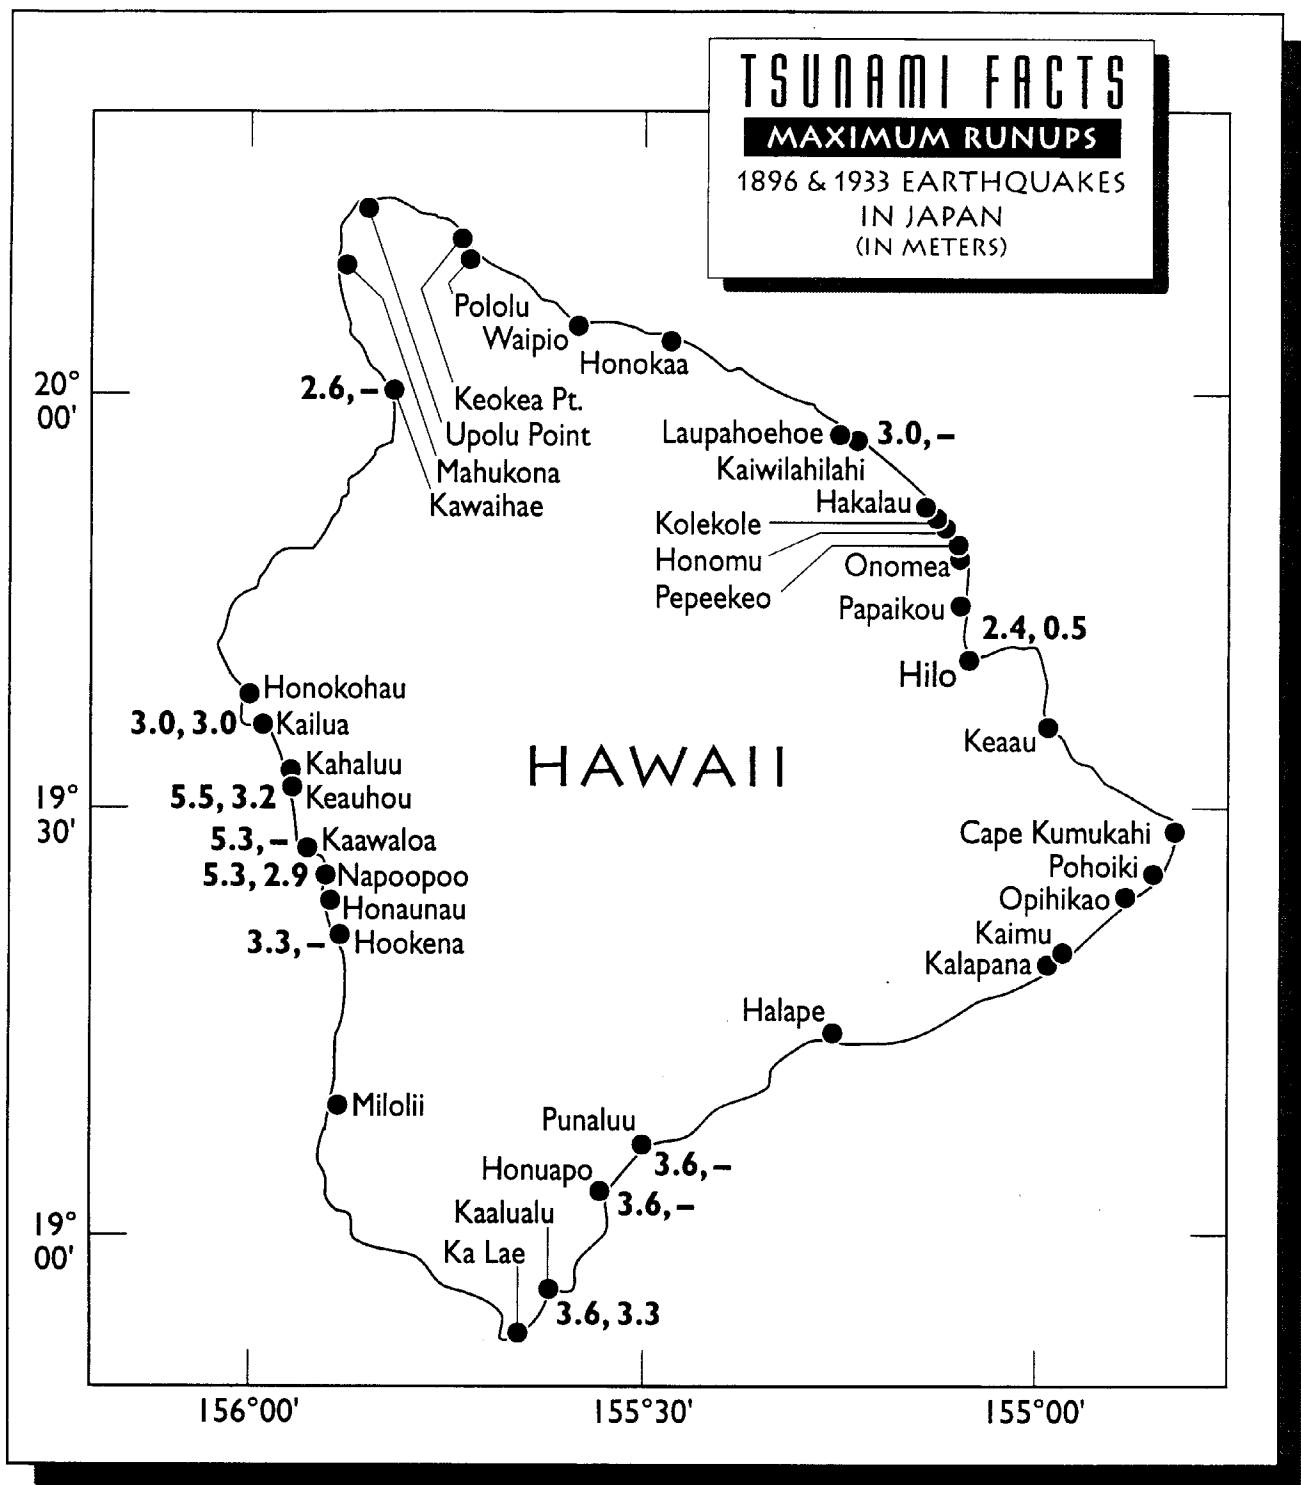 TSUNAMI FACTS
MAXIMUM RUNUPS
1896 & 1933 EARTHQUAKES
IN JAPAN
(IN METERS)
Pololu
Waipio
Honokaa
20°
00'
2.6, –
Keokea Pt.
Upolu Point
Mahukona
Kawaihae
Laupahoehoe
3.0, –
Kaiwilahilahi
Hakalau
Kolekole
Honomu
Pepeekeo
Onomea
Papaikou
2.4, 0.5
Hilo
Honokohau
3.0, 3.0
Kailua
Keaau
HAWAII
Kahaluu
5.5, 3.2
Keauhou
19°
30'
5.3, –
Kaawaloa
5.3, 2.9
Napoopoo
Honaunau
3.3, –
Hookena
Cape Kumukahi
Pohoiki
Opihikao
Kaimu
Kalapana
Halape
Milolii
Punaluu
3.6, –
Honuapo
3.6, –
Kaalualu
Ka Lae
3.6, 3.3
19°
00'
156°00'
155°30'
155°00'